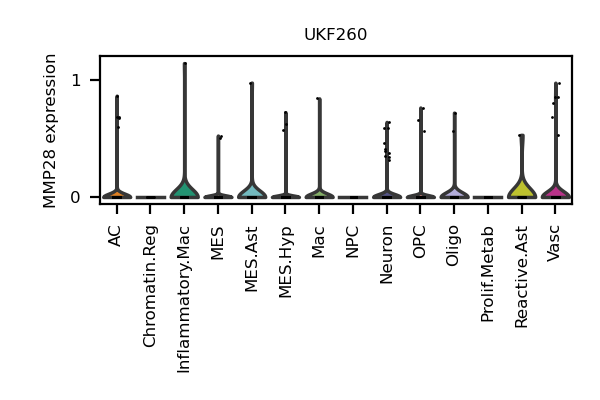 UKF260
MMP28 expression
1
0
AC
Chromatin.Reg
Inflammatory.Mac
MES
MES.Ast
MES.Hyp
Mac
NPC
Neuron
OPC
Oligo
Prolif.Metab
Reactive.Ast
Vasc